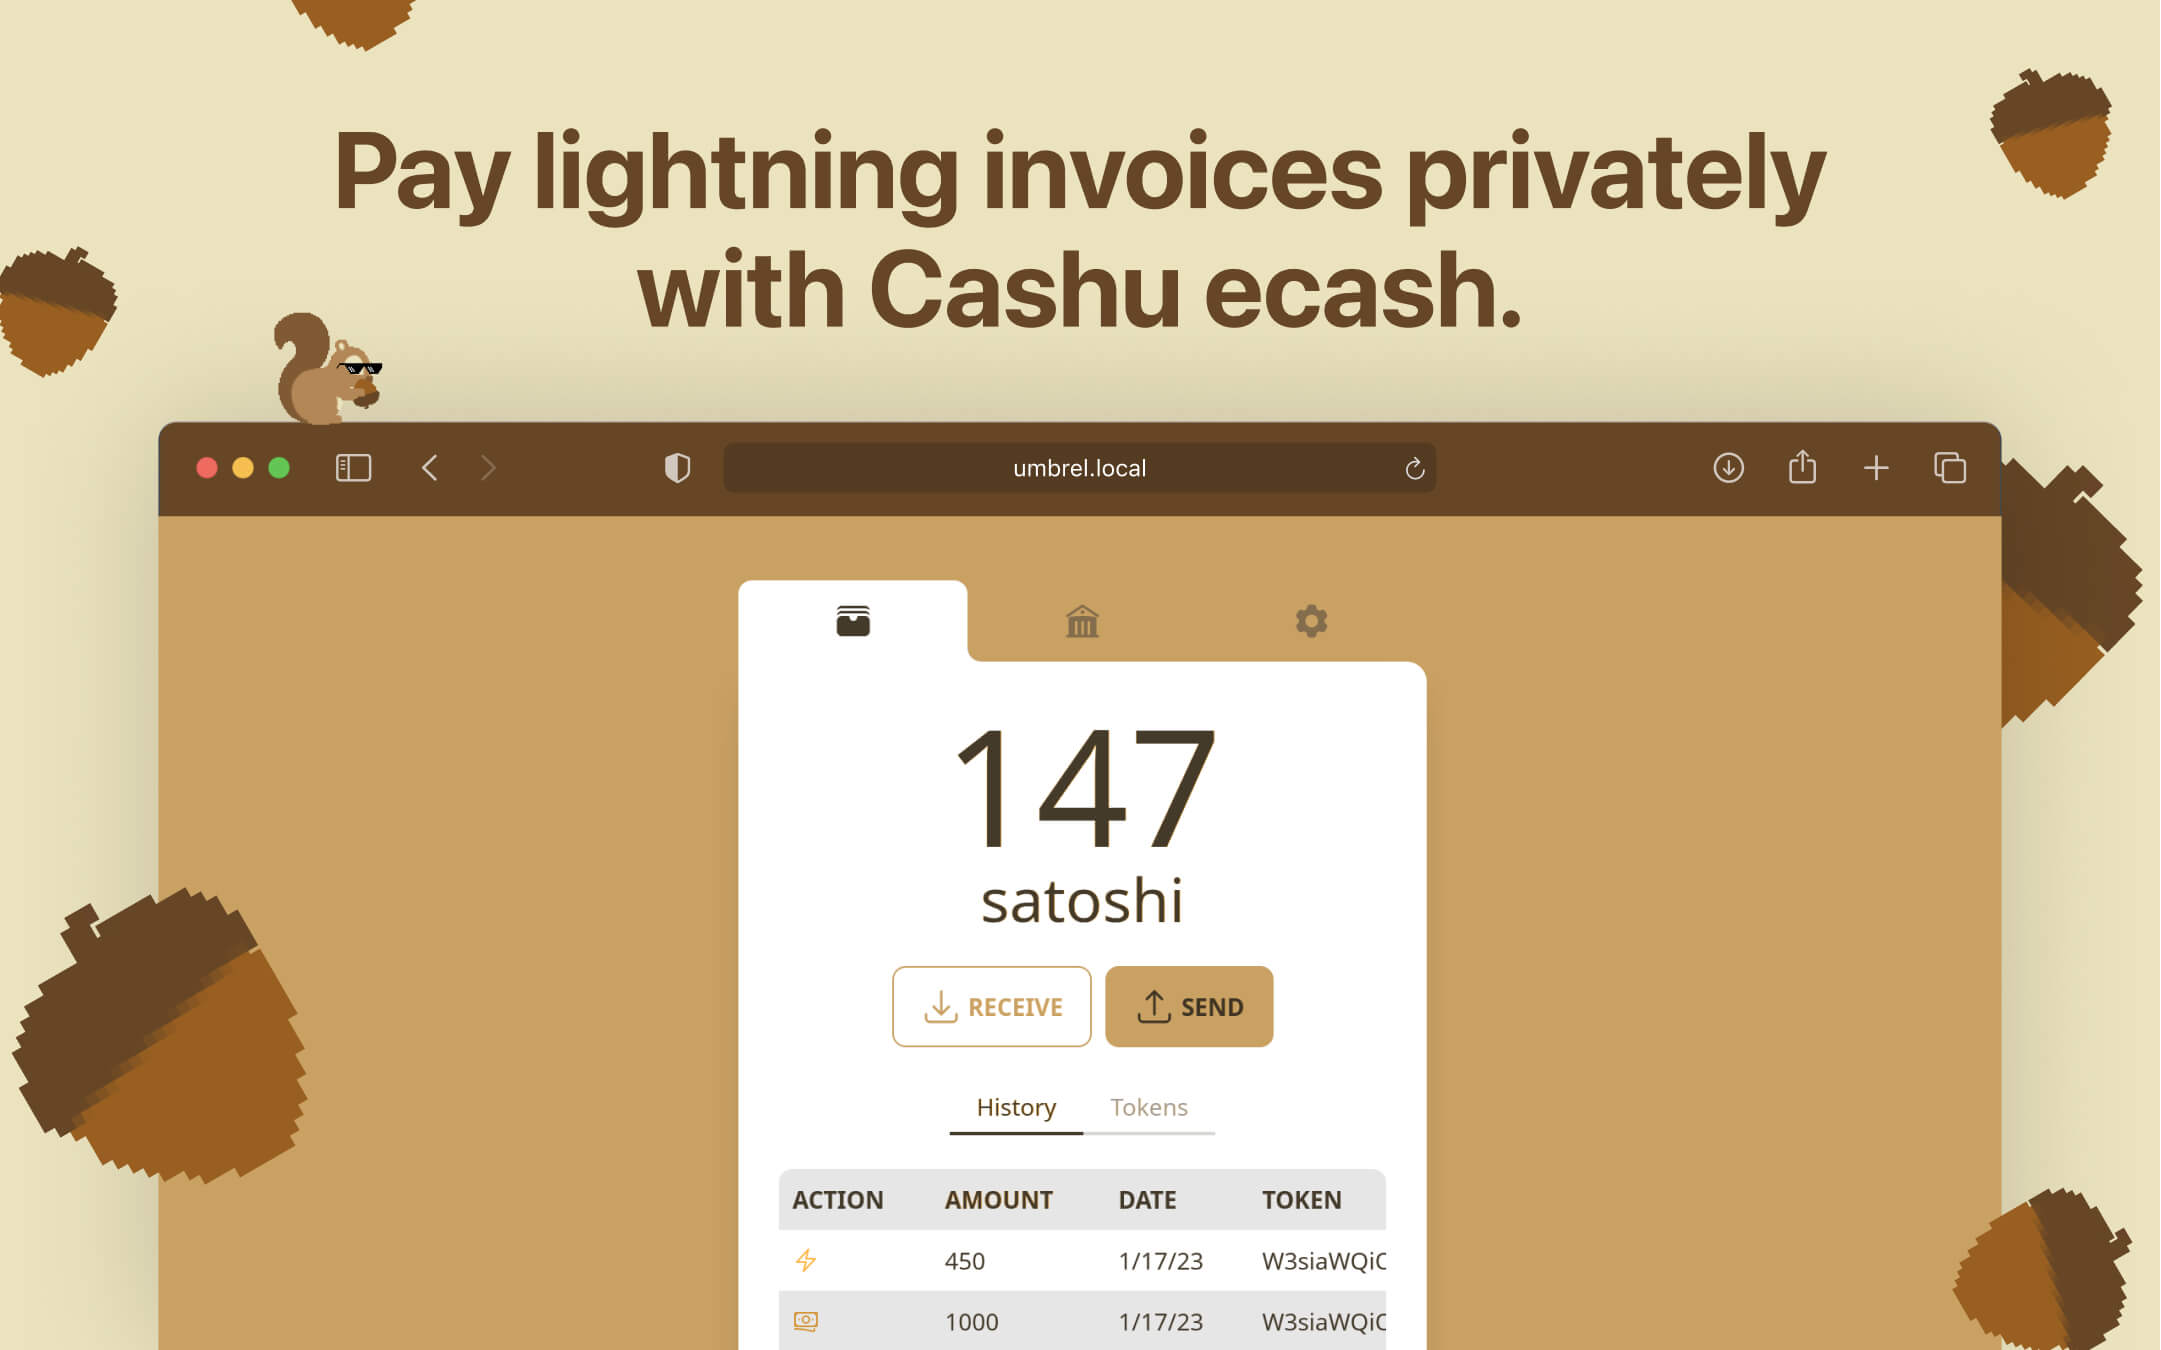 Pay lightning invoices privately
with Cashu ecash.
umbrel.local
147
satoshi
RECEIVE SEND
History Tokens
ACTION AMOUNT DATE TOKEN
450 1/17/23 W3siaWQiC
1000 1/17/23 W3siaWQiC